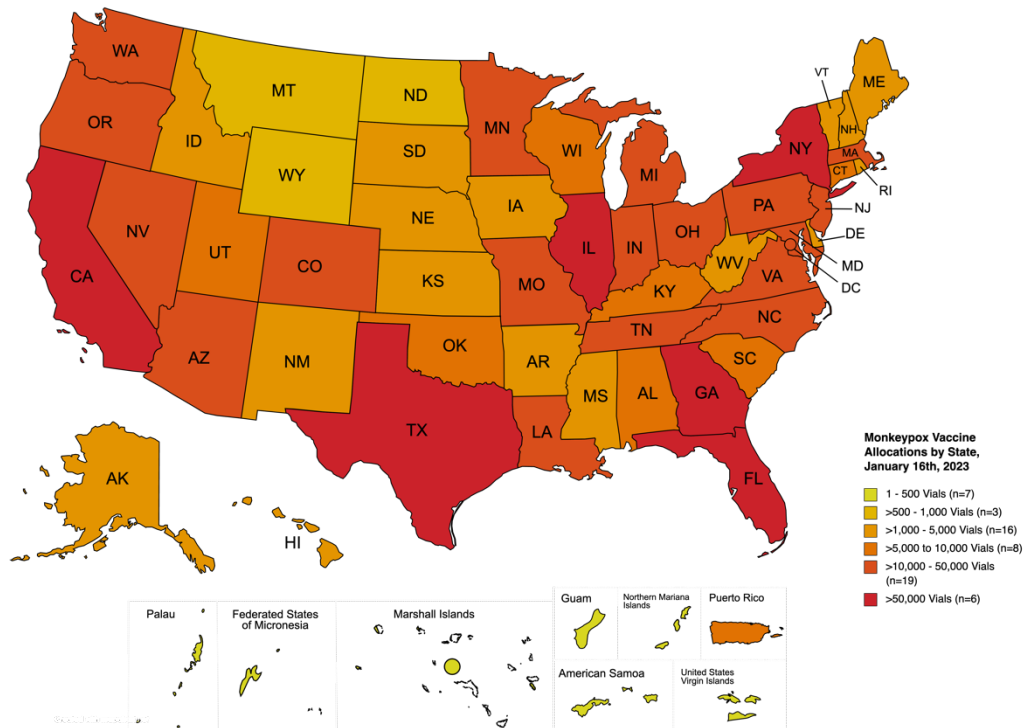 WA
MT
ND
MN
VT
ME
OR
ID
SD
WI
MI
NY
NH
MA
CT
RI
WY
NE
IA
PA
NJ
NV
UT
CO
IL
IN
OH
DE
CA
KS
MO
WV
VA
MD
DC
KY
AZ
NM
OK
AR
TN
NC
SC
MS
AL
GA
TX
LA
FL
AK
HI
Monkeypox Vaccine
Allocations by State,
January 16th, 2023
1 - 500 Vials (n=7)
>500 - 1,000 Vials (n=3)
>1,000 - 5,000 Vials (n=16)
>5,000 to 10,000 Vials (n=8)
>10,000 - 50,000 Vials
(n=19)
>50,000 Vials (n=6)
Palau
Federated States
of Micronesia
Marshall Islands
Guam
Northern Mariana
Islands
Puerto Rico
American Samoa
United States
Virgin Islands